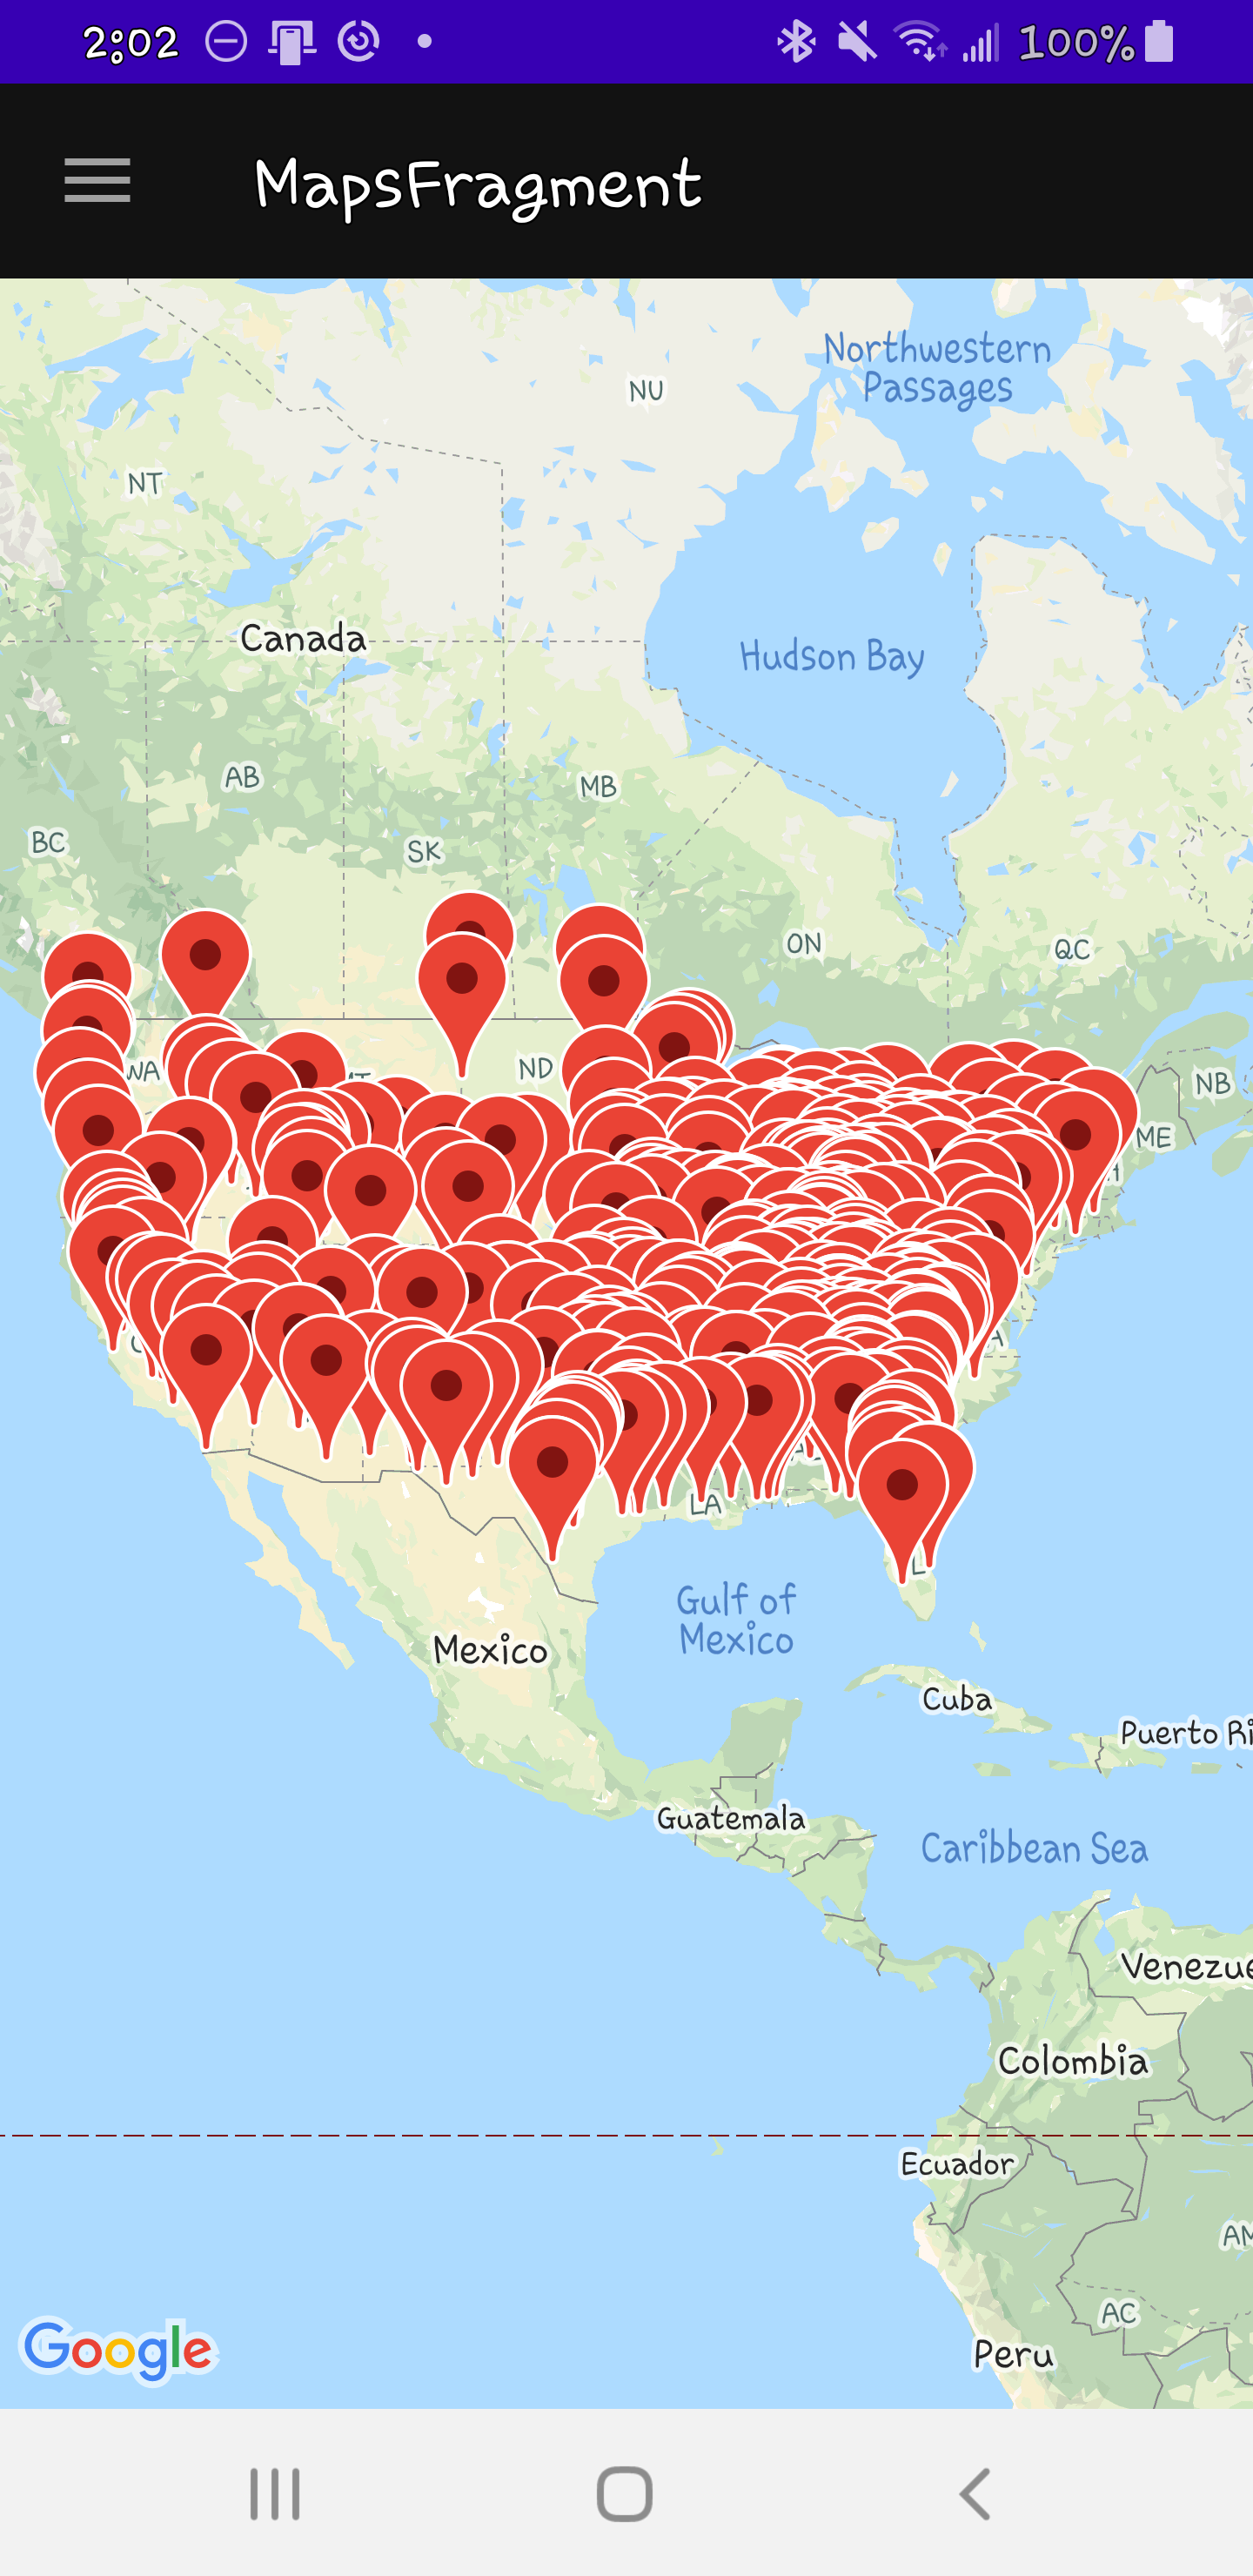 2:02 100%
MapsFragment
Northwestern
Passages
NU
NT
Canada
Hudson Bay
AB
MB
BC
SK
ON
QC
WA
ND
NB
ME
LA
Gulf of
Mexico
Mexico
Cuba
Puerto Ri
Guatemala
Caribbean Sea
Venezue
Colombia
Ecuador
AM
AC
Peru
Google